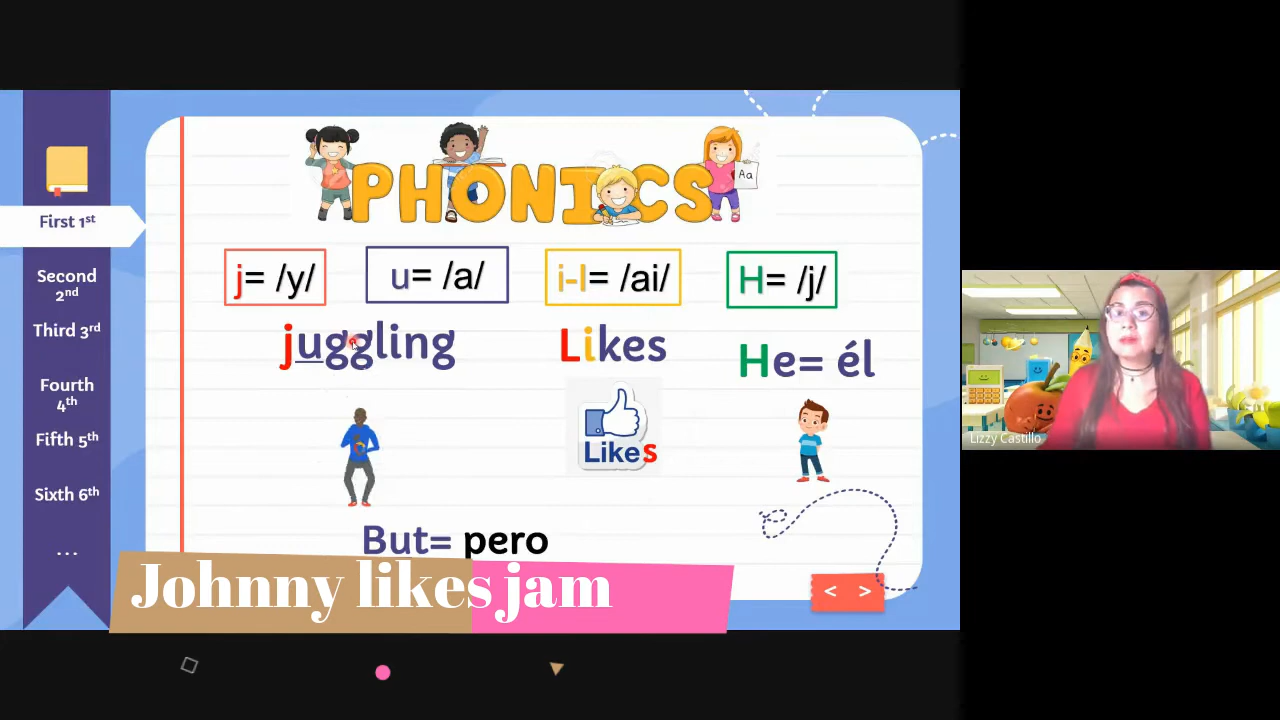 First 1st
Second
2nd
Third 3rd
Fourth
4th
Fifth 5th
Sixth 6th
...
PHONICS
Aa
j= /y/
u= /a/
i-I= /ai/
H= /j/
juggling
Likes
He= él
Likes
But= pero
Johnny likes jam
< >
Lizzy Castillo